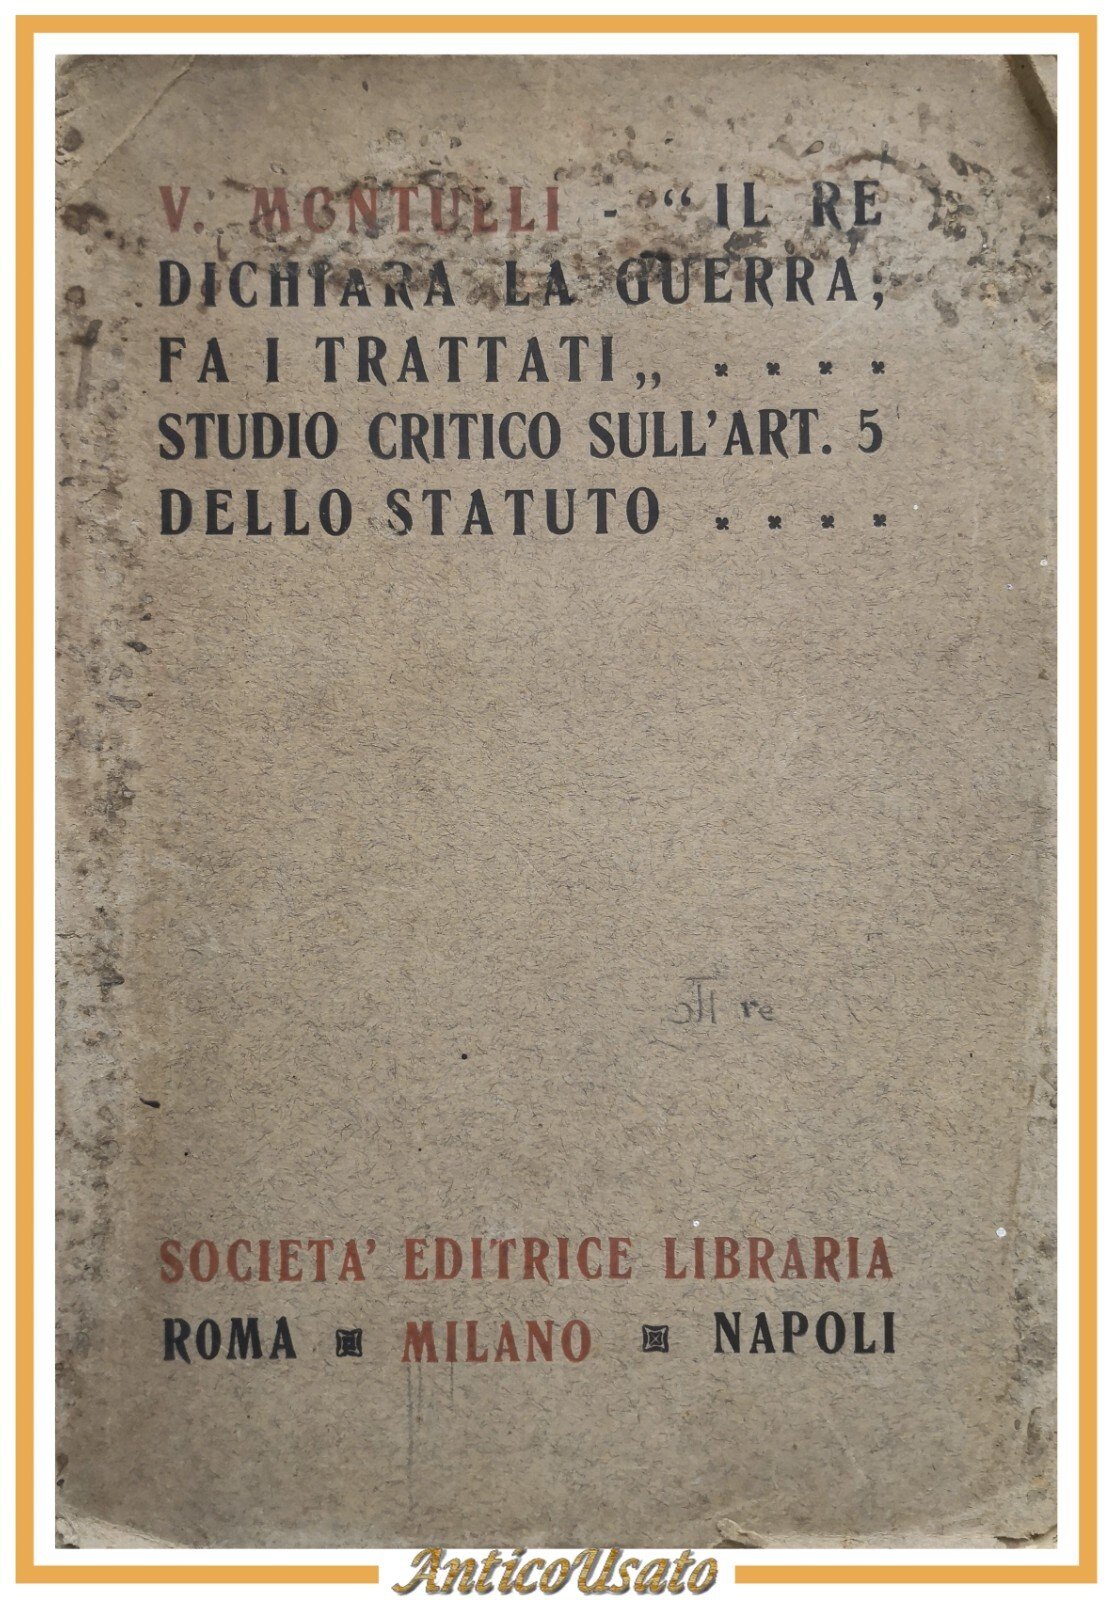 V. MONTULLI - “IL RE
DICHIARA LA GUERRA;
FA I TRATTATI„
STUDIO CRITICO SULL'ART. 5
DELLO STATUTO
re
SOCIETA' EDITRICE LIBRARIA
ROMA MILANO NAPOLI
AnticoUsato